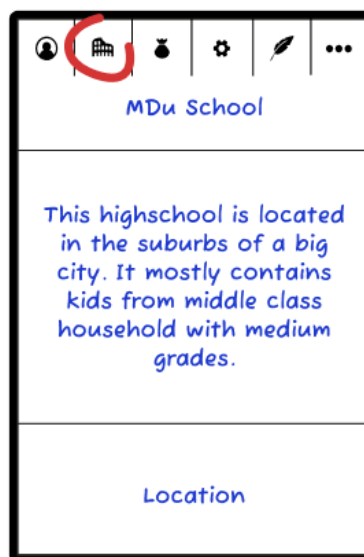 MDu School
This highschool is located
in the suburbs of a big
city. It mostly contains
kids from middle class
household with medium
grades.
Location